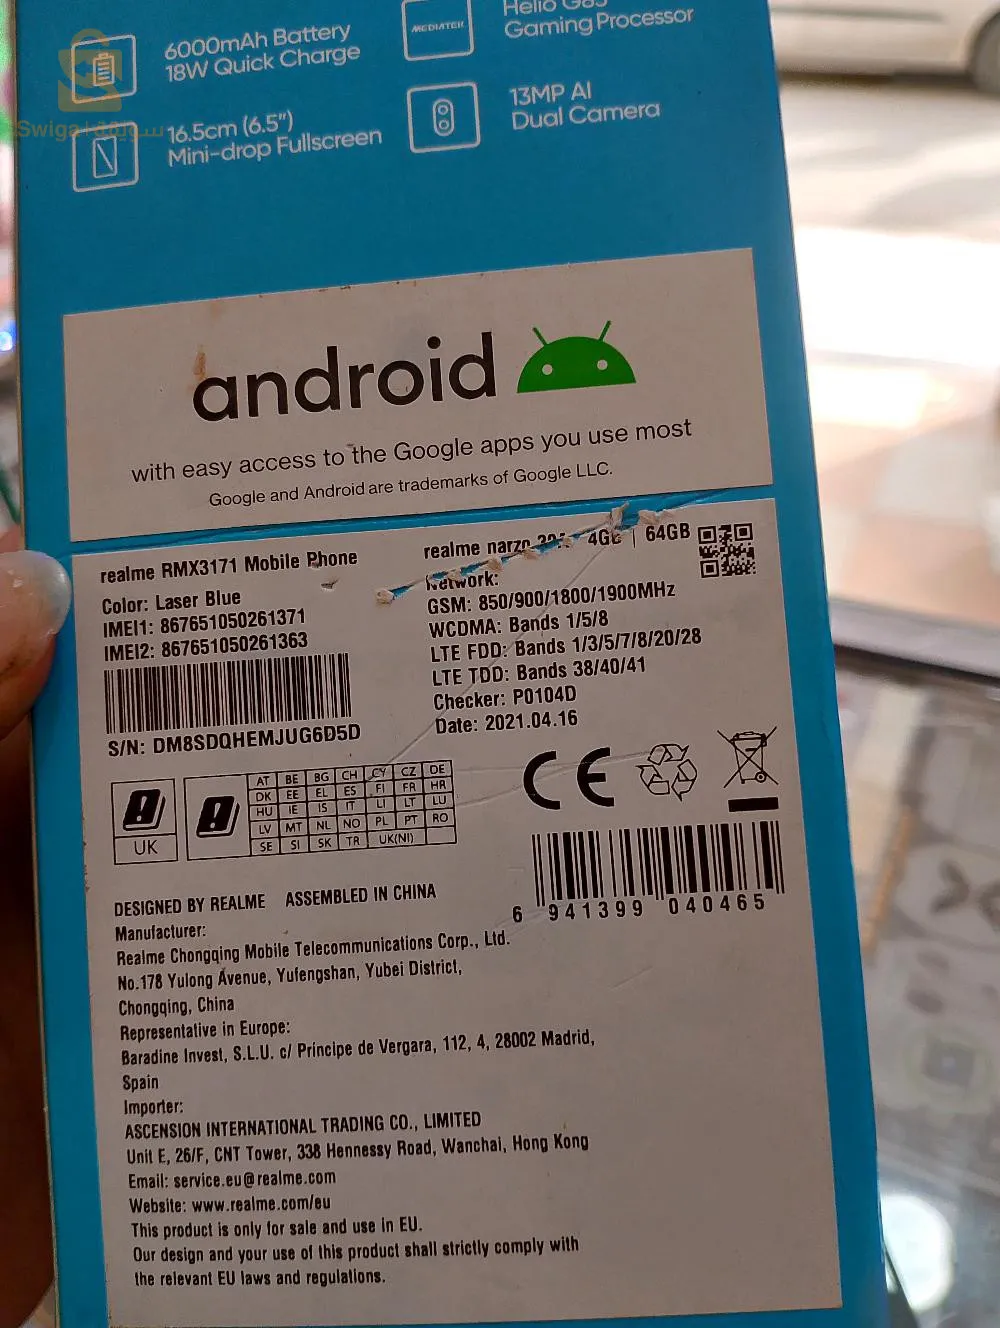 6000mAh Battery
18W Quick Charge
MEDIATEK
Helio G85
Gaming Processor
16.5cm (6.5")
Mini-drop Fullscreen
13MP AI
Dual Camera
Swiga سويقة
android
with easy access to the Google apps you use most
Google and Android are trademarks of Google LLC.
realme RMX3171 Mobile Phone
Color: Laser Blue
IMEI1: 867651050261371
IMEI2: 867651050261363
S/N: DM8SDQHEMJUG6D5D
realme narzo 4GB | 64GB
Network:
GSM: 850/900/1800/1900MHz
WCDMA: Bands 1/5/8
LTE FDD: Bands 1/3/5/7/8/20/28
LTE TDD: Bands 38/40/41
Checker: P0104D
Date: 2021.04.16
UK
AT BE BG CH CY CZ DE
DK EE EL ES FI FR HR
HU IE IS IT LI LT LU
LV MT NL NO PL PT RO
SE SI SK TR UK(NI)
CE
6 941399 040465
DESIGNED BY REALME ASSEMBLED IN CHINA
Manufacturer:
Realme Chongqing Mobile Telecommunications Corp., Ltd.
No.178 Yulong Avenue, Yufengshan, Yubei District,
Chongqing, China
Representative in Europe:
Baradine Invest, S.L.U. c/ Principe de Vergara, 112, 4, 28002 Madrid,
Spain
Importer:
ASCENSION INTERNATIONAL TRADING CO., LIMITED
Unit E, 26/F, CNT Tower, 338 Hennessy Road, Wanchai, Hong Kong
Email: service.eu@realme.com
Website: www.realme.com/eu
This product is only for sale and use in EU.
Our design and your use of this product shall strictly comply with
the relevant EU laws and regulations.